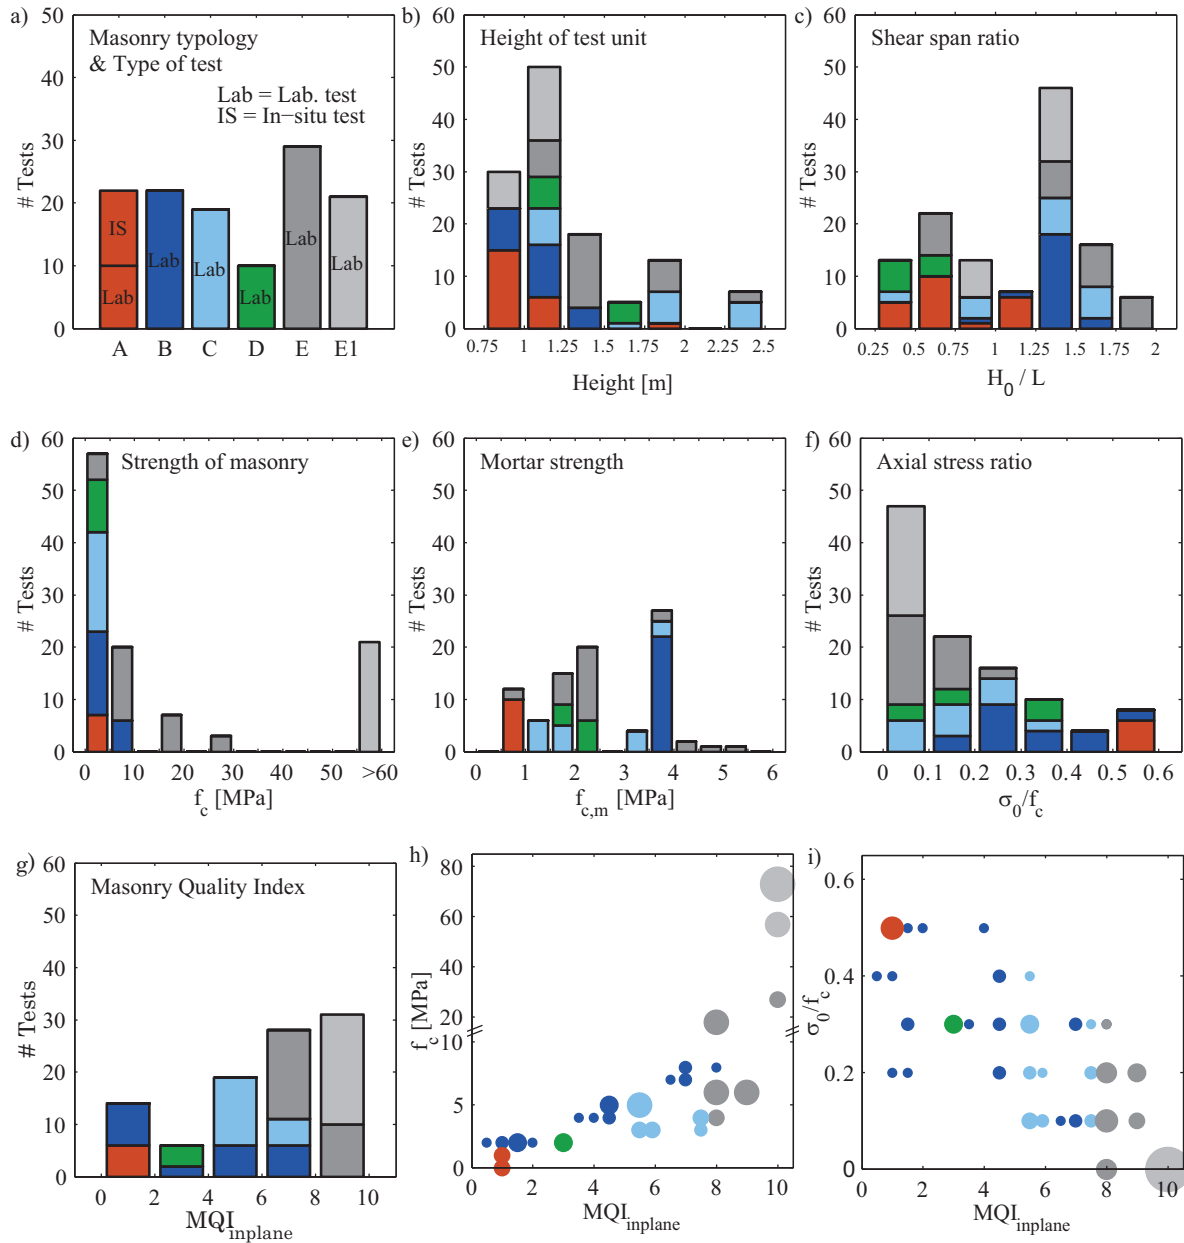 a)
50
40
30
20
10
0
# Tests
Masonry typology
& Type of test
Lab = Lab. test
IS = In−situ test
IS
Lab
Lab
Lab
Lab
Lab
Lab
A B C D E E1
b)
60
50
40
30
20
10
0
# Tests
Height of test unit
0.75 1 1.25 1.5 1.75 2 2.25 2.5
Height [m]
c)
60
50
40
30
20
10
0
# Tests
Shear span ratio
0.25 0.5 0.75 1 1.25 1.5 1.75 2
H0 / L
d)
60
50
40
30
20
10
0
# Tests
Strength of masonry
0 10 20 30 40 50 >60
fc [MPa]
e)
60
50
40
30
20
10
0
# Tests
Mortar strength
0 1 2 3 4 5 6
fc,m [MPa]
f)
60
50
40
30
20
10
0
# Tests
Axial stress ratio
0 0.1 0.2 0.3 0.4 0.5 0.6
σ0/fc
g)
60
50
40
30
20
10
0
# Tests
Masonry Quality Index
0 2 4 6 8 10
MQIinplane
h)
80
60
40
20
10
5
0
fc [MPa]
0 2 4 6 8 10
MQIinplane
i)
0.6
0.4
0.2
0
σ0/fc
0 2 4 6 8 10
MQIinplane